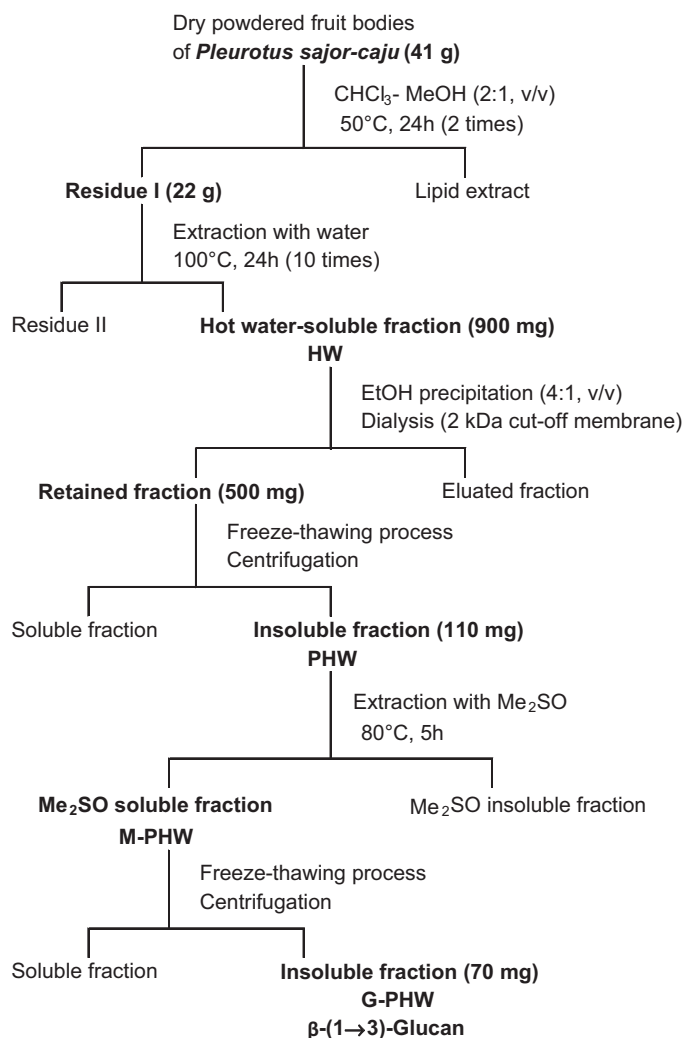 Dry powdered fruit bodies
of Pleurotus sajor-caju (41 g)
CHCl₃- MeOH (2:1, v/v)
50°C, 24h (2 times)
Residue I (22 g)
Lipid extract
Extraction with water
100°C, 24h (10 times)
Residue II
Hot water-soluble fraction (900 mg)
HW
EtOH precipitation (4:1, v/v)
Dialysis (2 kDa cut-off membrane)
Retained fraction (500 mg)
Eluated fraction
Freeze-thawing process
Centrifugation
Soluble fraction
Insoluble fraction (110 mg)
PHW
Extraction with Me₂SO
80°C, 5h
Me₂SO soluble fraction
Me₂SO insoluble fraction
M-PHW
Freeze-thawing process
Centrifugation
Soluble fraction
Insoluble fraction (70 mg)
G-PHW
β-(1→3)-Glucan